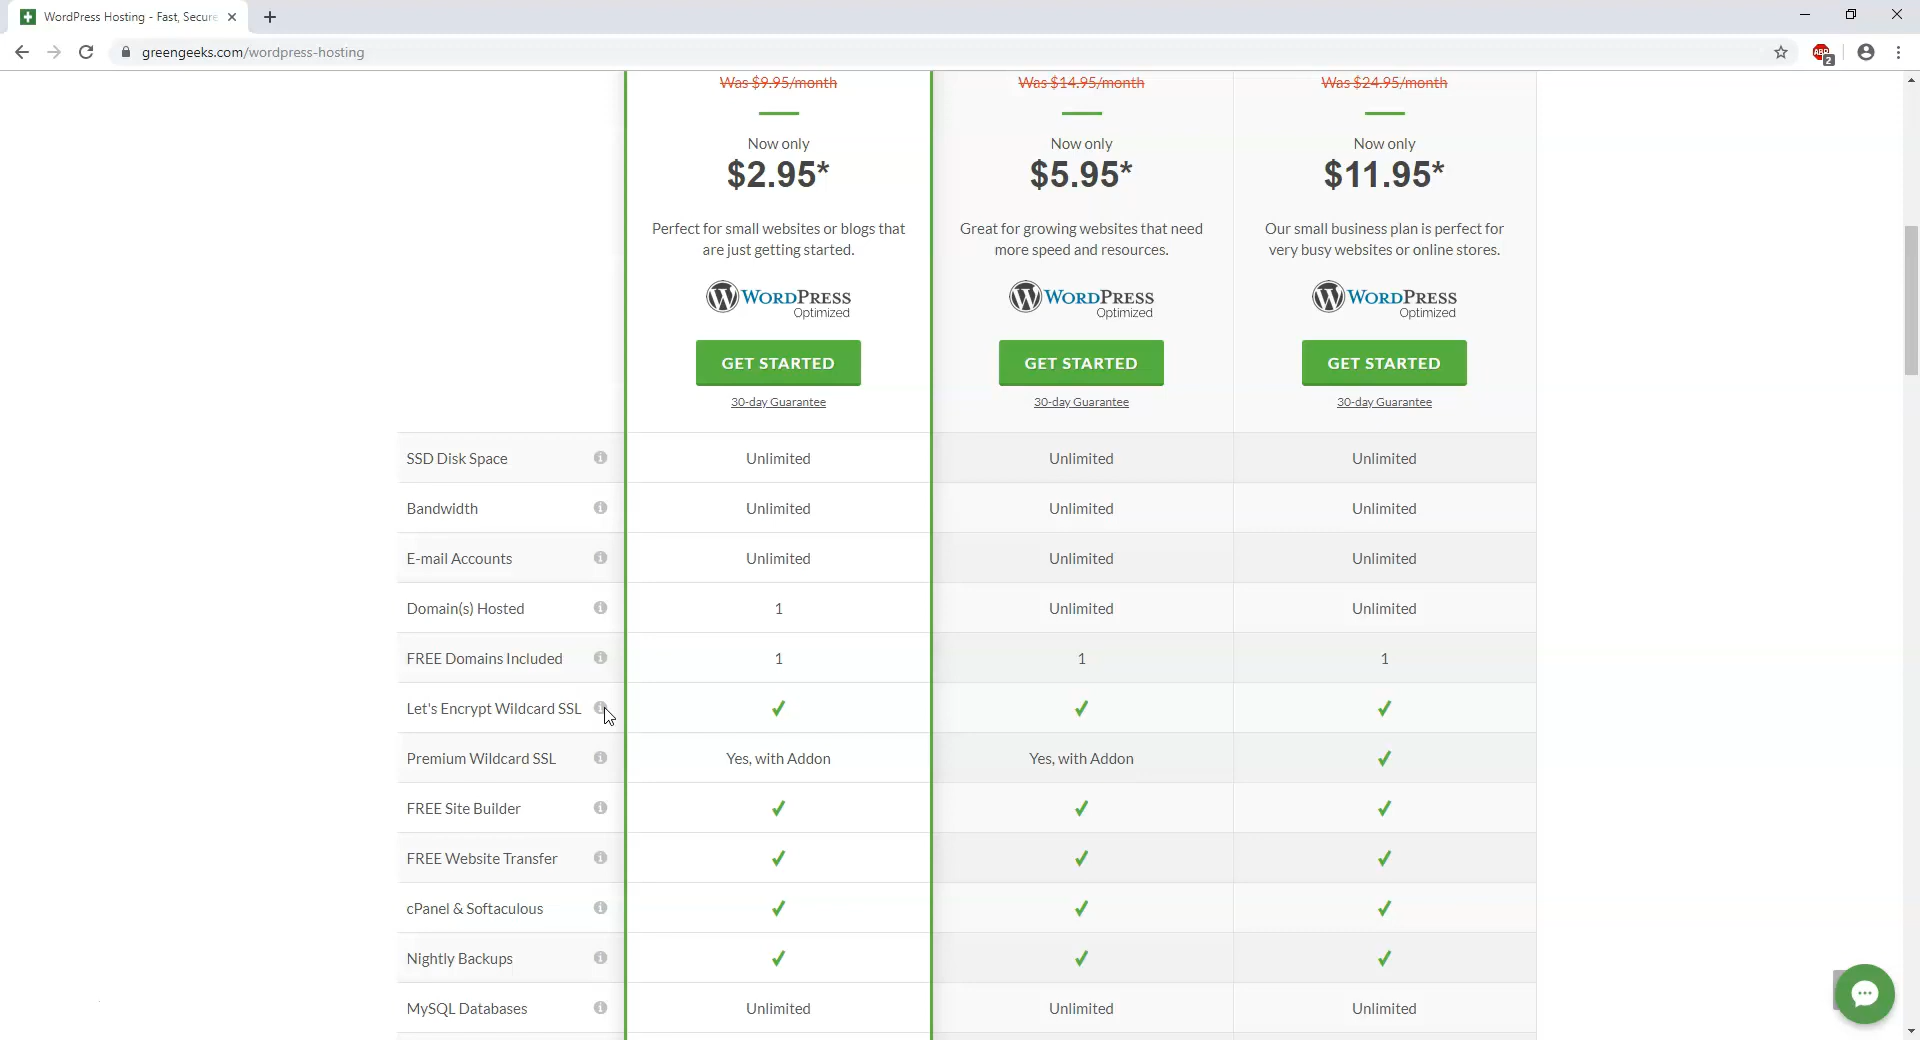 WordPress Hosting - Fast, Secure
greengeeks.com/wordpress-hosting
ABP
2
Was $9.95/month
Was $14.95/month
Was $24.95/month
Now only
Now only
Now only
$2.95*
$5.95*
$11.95*
Perfect for small websites or blogs that
are just getting started.
Great for growing websites that need
more speed and resources.
Our small business plan is perfect for
very busy websites or online stores.
WORDPRESS
Optimized
WORDPRESS
Optimized
WORDPRESS
Optimized
GET STARTED
GET STARTED
GET STARTED
30-day Guarantee
30-day Guarantee
30-day Guarantee
SSD Disk Space Unlimited Unlimited Unlimited
Bandwidth Unlimited Unlimited Unlimited
E-mail Accounts Unlimited Unlimited Unlimited
Domain(s) Hosted 1 Unlimited Unlimited
FREE Domains Included 1 1 1
Let's Encrypt Wildcard SSL
Premium Wildcard SSL Yes, with Addon Yes, with Addon
FREE Site Builder
FREE Website Transfer
cPanel & Softaculous
Nightly Backups
MySQL Databases Unlimited Unlimited Unlimited